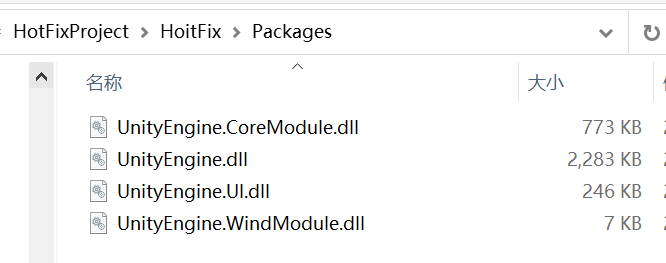 HotFixProject > HoitFix > Packages
名称 大小
UnityEngine.CoreModule.dll 773 KB
UnityEngine.dll 2,283 KB
UnityEngine.UI.dll 246 KB
UnityEngine.WindModule.dll 7 KB